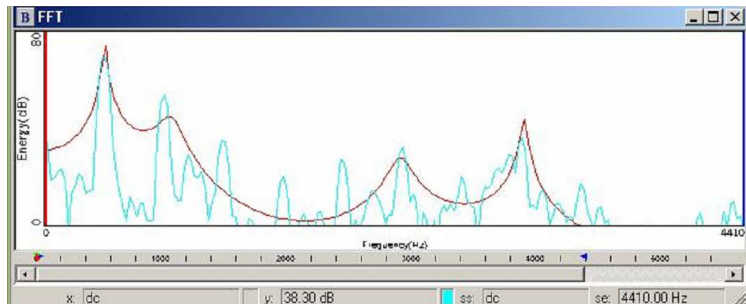 B FFT
80
Energy(dB)
0
0
4410
Frequency(Hz)
1000
2000
3000
4000
5000
x: dc
y: 38.30 dB
ss: dc
se: 4410.00 Hz